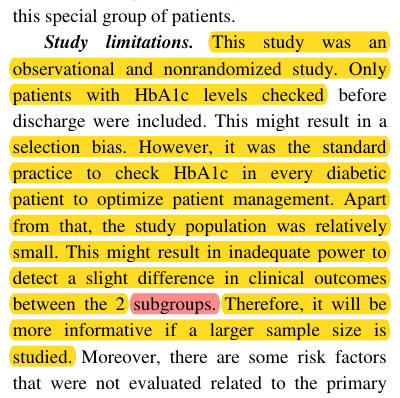 this special group of patients.
Study limitations. This study was an
observational and nonrandomized study. Only
patients with HbA1c levels checked before
discharge were included. This might result in a
selection bias. However, it was the standard
practice to check HbA1c in every diabetic
patient to optimize patient management. Apart
from that, the study population was relatively
small. This might result in inadequate power to
detect a slight difference in clinical outcomes
between the 2 subgroups. Therefore, it will be
more informative if a larger sample size is
studied. Moreover, there are some risk factors
that were not evaluated related to the primary